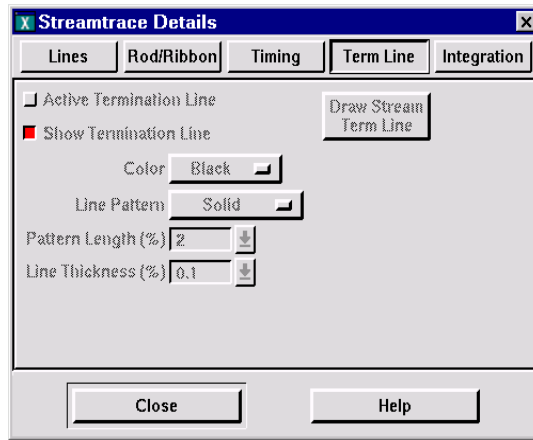 Streamtrace Details
Lines Rod/Ribbon Timing Term Line Integration
Active Termination Line
Draw Stream
Term Line
Show Termination Line
Color Black
Line Pattern Solid
Pattern Length (%) 2
Line Thickness (%) 0.1
Close Help